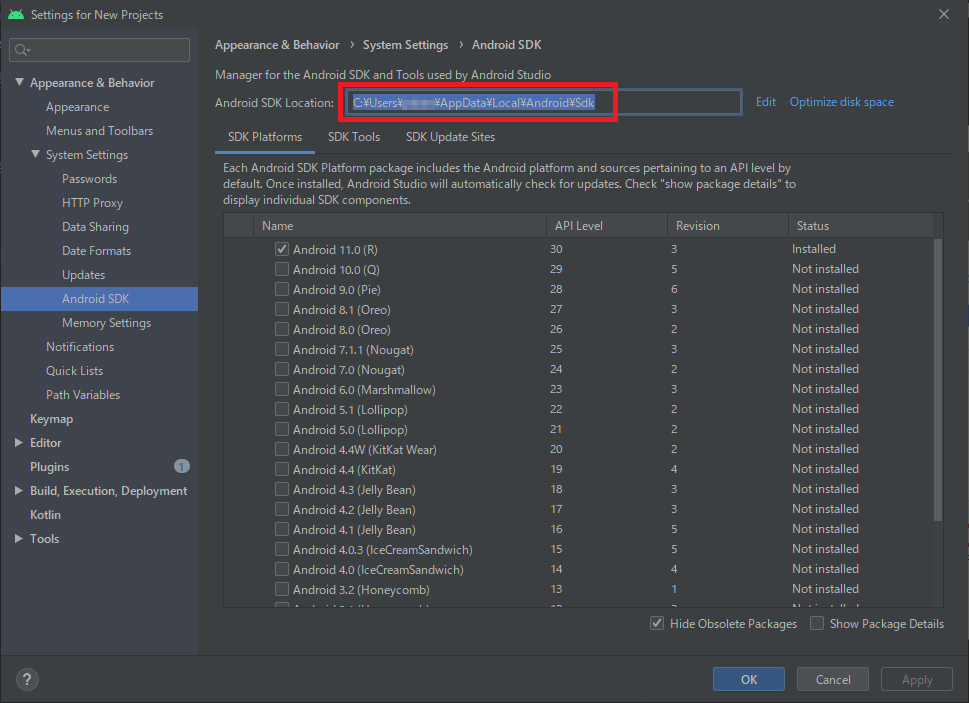 Settings for New Projects
Appearance & Behavior › System Settings › Android SDK
Manager for the Android SDK and Tools used by Android Studio
Android SDK Location: C:¥Users¥ ¥AppData¥Local¥Android¥Sdk Edit Optimize disk space
Appearance & Behavior
Appearance
Menus and Toolbars
System Settings
Passwords
HTTP Proxy
Data Sharing
Date Formats
Updates
Android SDK
Memory Settings
Notifications
Quick Lists
Path Variables
Keymap
Editor
Plugins 1
Build, Execution, Deployment
Kotlin
Tools
SDK Platforms SDK Tools SDK Update Sites
Each Android SDK Platform package includes the Android platform and sources pertaining to an API level by
default. Once installed, Android Studio will automatically check for updates. Check "show package details" to
display individual SDK components.
Name API Level Revision Status
Android 11.0 (R) 30 3 Installed
Android 10.0 (Q) 29 5 Not installed
Android 9.0 (Pie) 28 6 Not installed
Android 8.1 (Oreo) 27 3 Not installed
Android 8.0 (Oreo) 26 2 Not installed
Android 7.1.1 (Nougat) 25 3 Not installed
Android 7.0 (Nougat) 24 2 Not installed
Android 6.0 (Marshmallow) 23 3 Not installed
Android 5.1 (Lollipop) 22 2 Not installed
Android 5.0 (Lollipop) 21 2 Not installed
Android 4.4W (KitKat Wear) 20 2 Not installed
Android 4.4 (KitKat) 19 4 Not installed
Android 4.3 (Jelly Bean) 18 3 Not installed
Android 4.2 (Jelly Bean) 17 3 Not installed
Android 4.1 (Jelly Bean) 16 5 Not installed
Android 4.0.3 (IceCreamSandwich) 15 5 Not installed
Android 4.0 (IceCreamSandwich) 14 4 Not installed
Android 3.2 (Honeycomb) 13 1 Not installed
Hide Obsolete Packages Show Package Details
? OK Cancel Apply